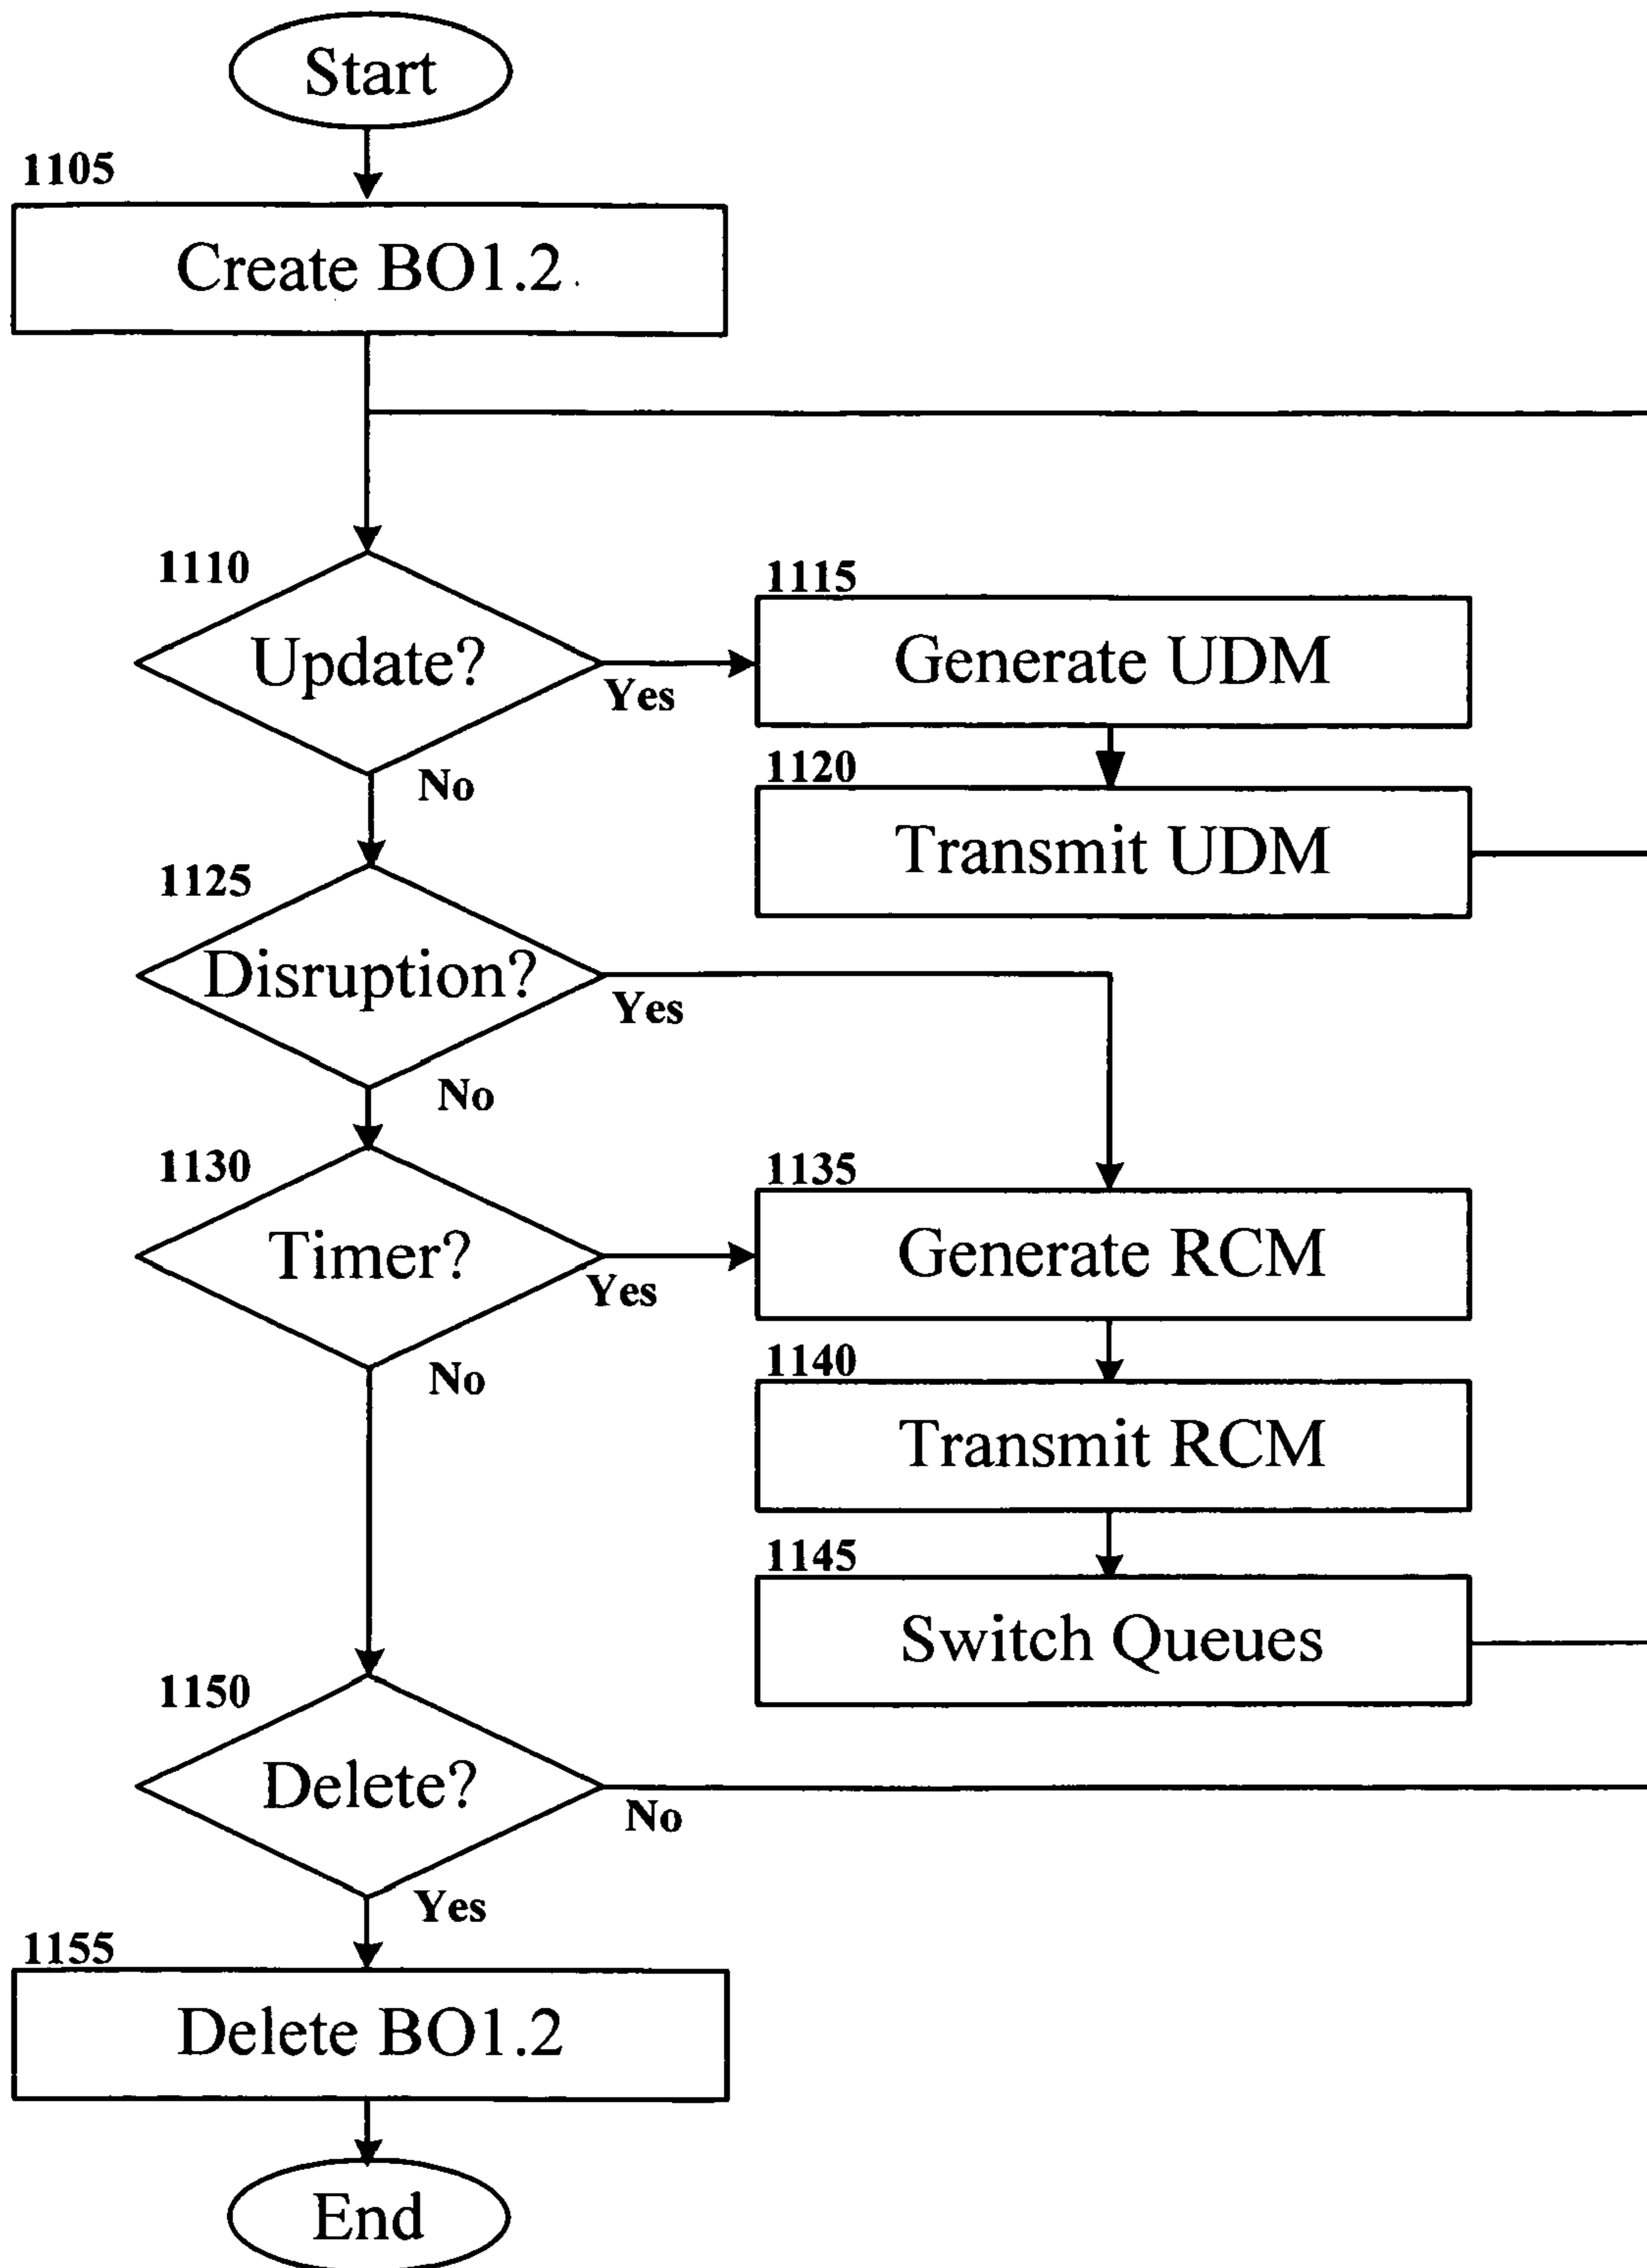 Start
1105
Create BO1.2
1110
Update?
Yes
No
1115
Generate UDM
1120
Transmit UDM
1125
Disruption?
Yes
No
1130
Timer?
Yes
No
1135
Generate RCM
1140
Transmit RCM
1145
Switch Queues
1150
Delete?
No
Yes
1155
Delete BO1.2
End